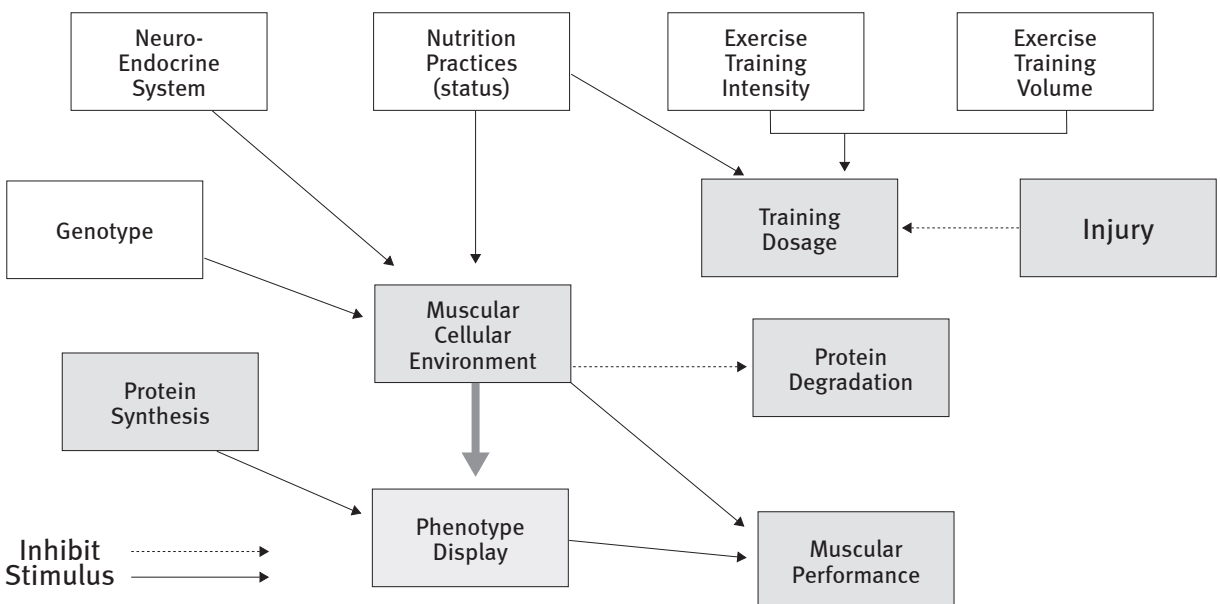 Neuro-
Endocrine
System
Nutrition
Practices
(status)
Exercise
Training
Intensity
Exercise
Training
Volume
Genotype
Training
Dosage
Injury
Muscular
Cellular
Environment
Protein
Degradation
Protein
Synthesis
Phenotype
Display
Muscular
Performance
Inhibit
Stimulus